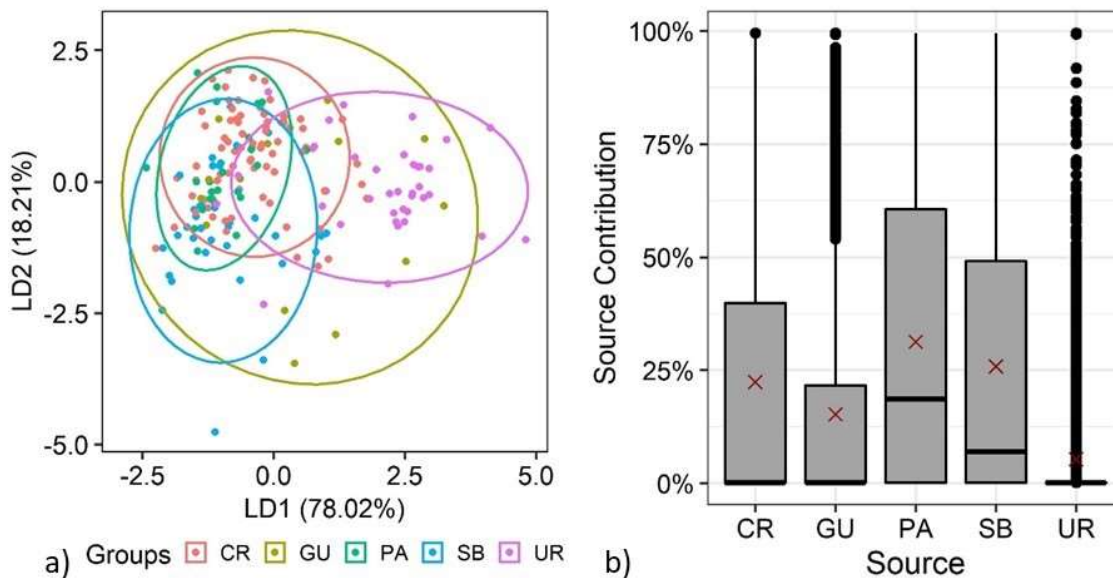 2.5
0.0
-2.5
-5.0
LD2 (18.21%)
-2.5 0.0 2.5 5.0
LD1 (78.02%)
a) Groups CR GU PA SB UR
100%
75%
50%
25%
0%
Source Contribution
CR GU PA SB UR
b) Source